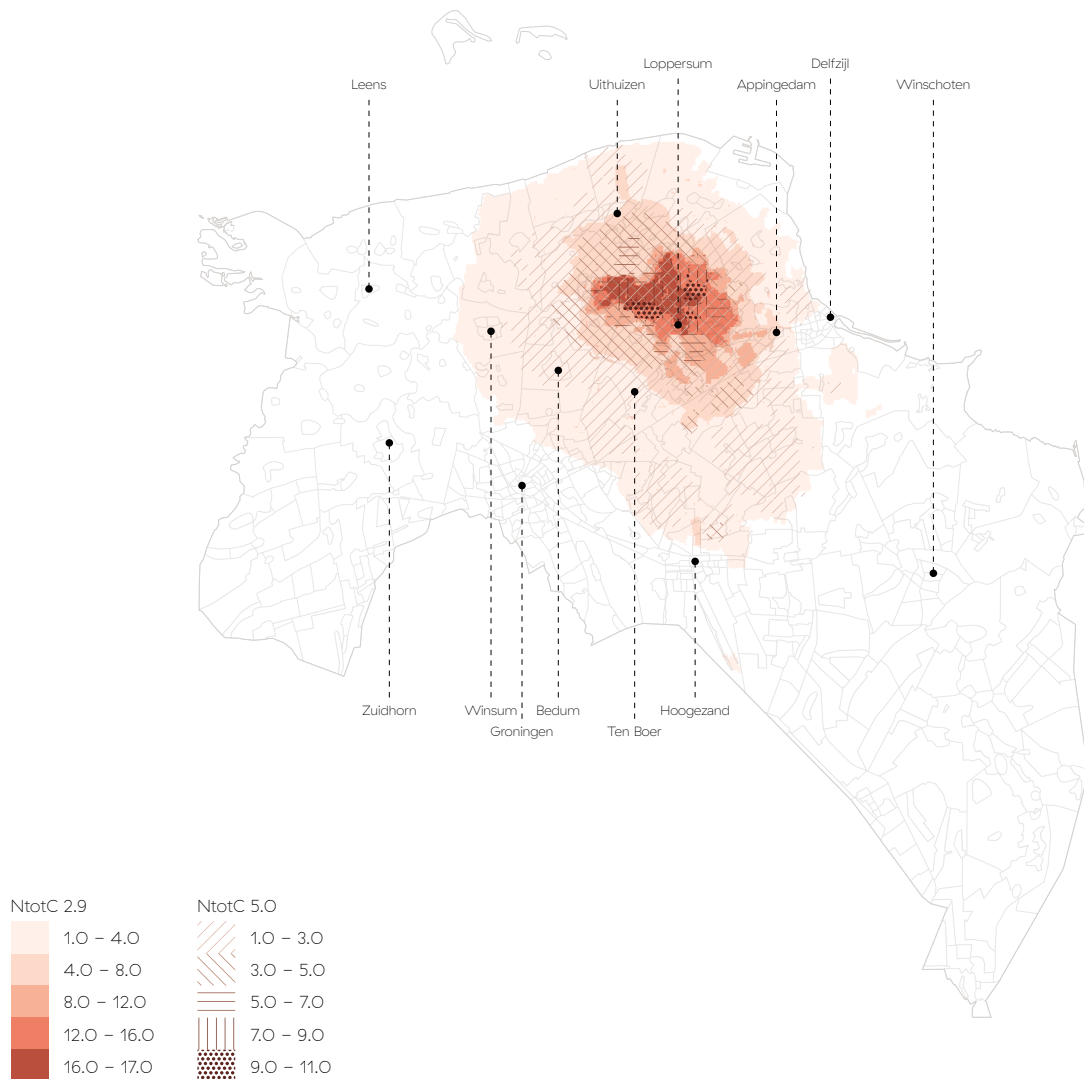 Loppersum
Delfzijl
Leens
Uithuizen
Appingedam
Winschoten
Zuidhorn
Winsum
Bedum
Hoogezand
Groningen
Ten Boer
NtotC 2.9
1.0 – 4.0
4.0 – 8.0
8.0 – 12.0
12.0 – 16.0
16.0 – 17.0
NtotC 5.0
1.0 – 3.0
3.0 – 5.0
5.0 – 7.0
7.0 – 9.0
9.0 – 11.0